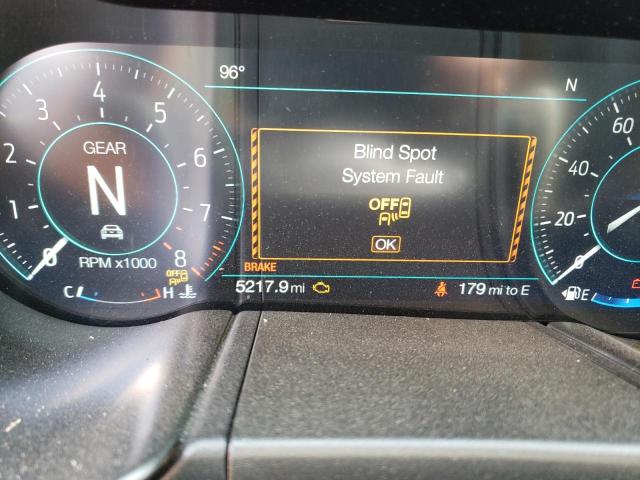 96°
N
3 4 5
2 6
1 7
0 8
GEAR
N
RPM x1000
OFF
C H
Blind Spot
System Fault
OFF
OK
BRAKE
5217.9 mi
179 mi to E
60
40
20
0
E